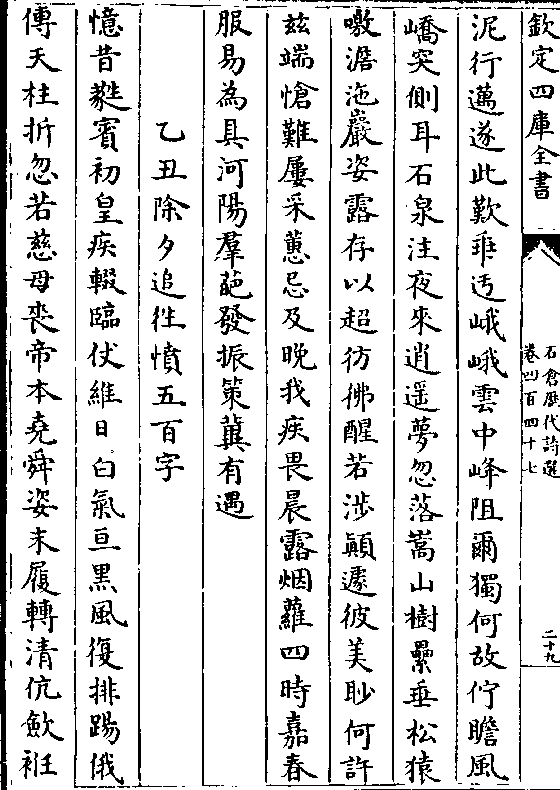 欽定四庫全書
石倉歷代詩選
卷四百四十七
二十九
泥行邁遂此歎乖迕峨峨雲中峰阻爾獨何故佇瞻風
嶠突側耳石泉注夜來逍遥夢忽落嵩山樹纍垂松猿
噭澹沲巖姿露存以超彷彿醒若涉顛遽彼美眇何許
兹端愴難屢采蕙忌及晚我疾畏晨露烟蘿四時嘉春
服易為具河陽羣葩發振策冀有遇
乙丑除夕追徃憤五百字
憶昔蕤賓初皇疾輟臨仗維日白氣亘黑風復排踼俄
傳天柱折忽若慈母喪帝本堯舜姿末履轉清伉歛袵